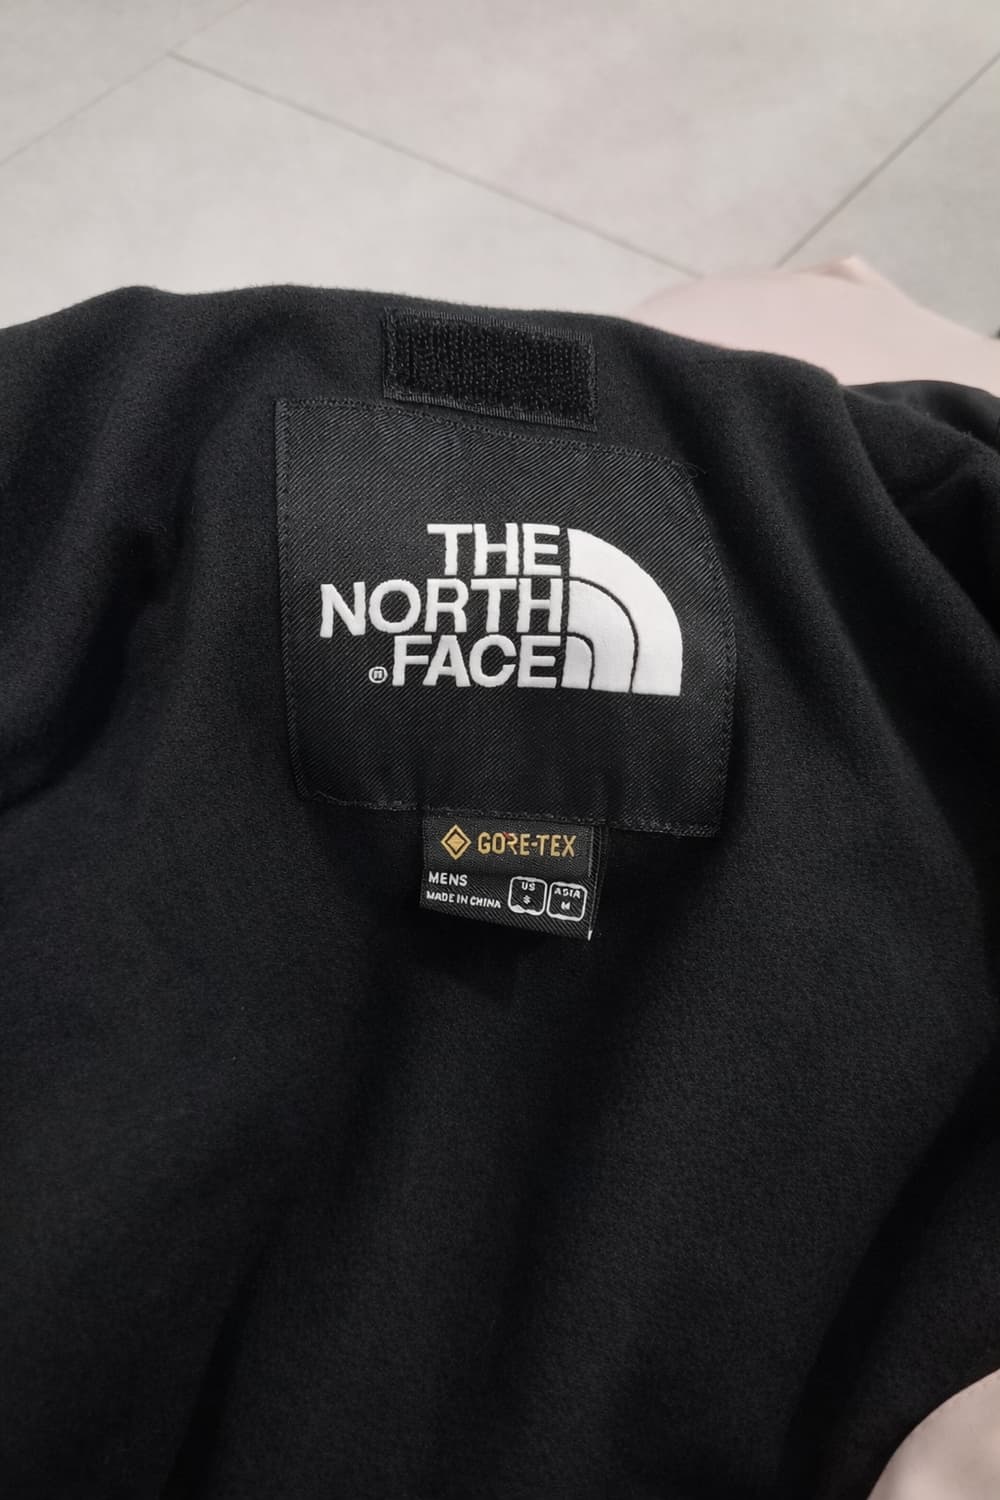 THE
NORTH
® FACE
GORE-TEX
MENS
MADE IN CHINA
US
S
ASIA
M